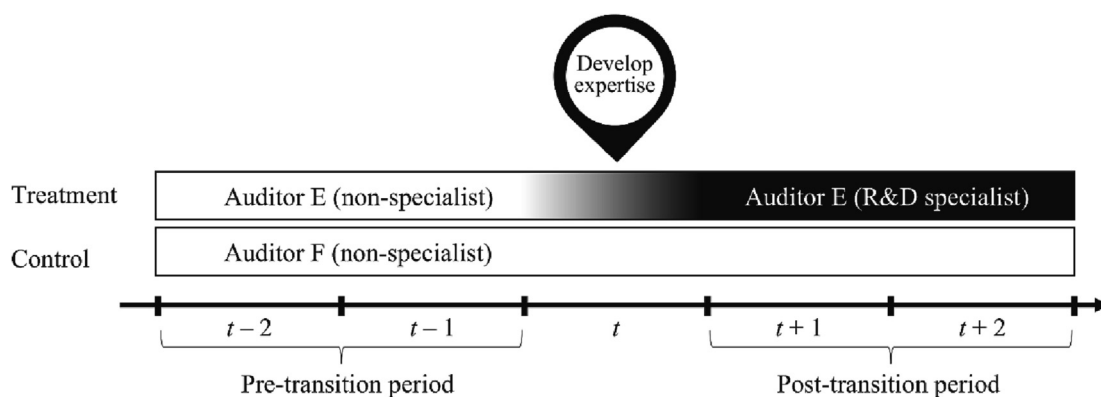 Develop
expertise
Treatment
Auditor E (non-specialist)
Auditor E (R&D specialist)
Control
Auditor F (non-specialist)
t – 2
t – 1
t
t + 1
t + 2
Pre-transition period
Post-transition period